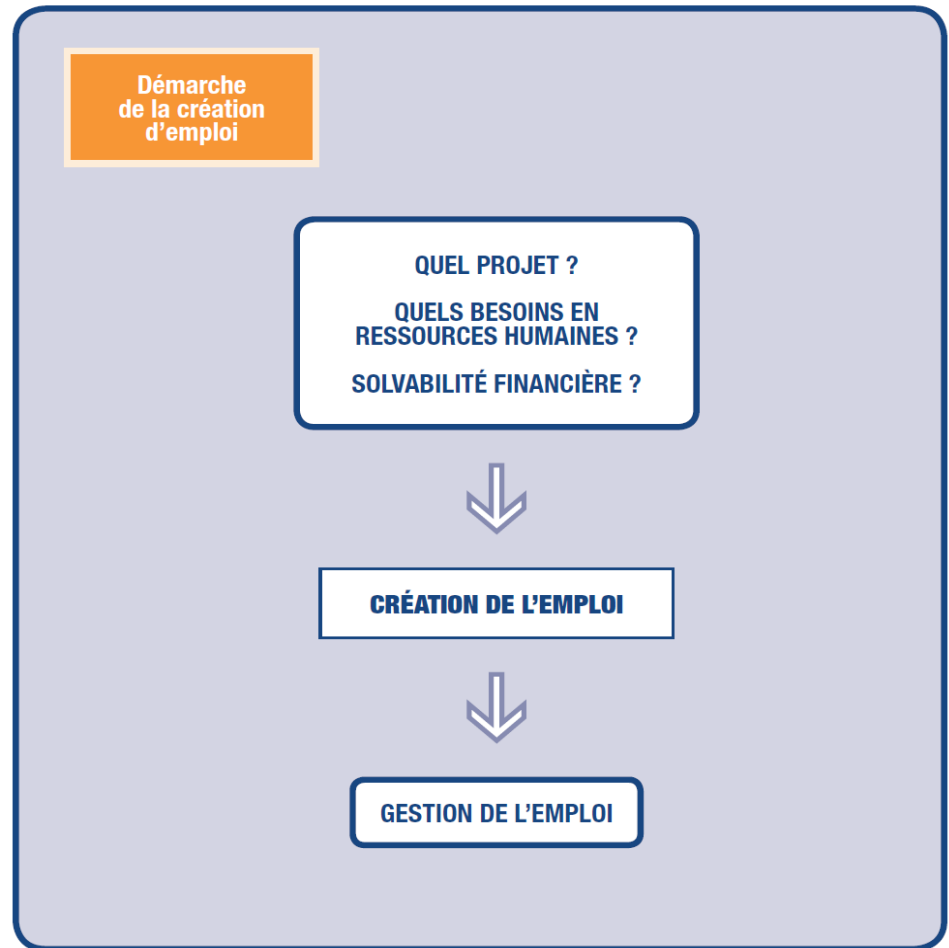 Démarche
de la création
d’emploi
QUEL PROJET ?
QUELS BESOINS EN
RESSOURCES HUMAINES ?
SOLVABILITÉ FINANCIÈRE ?
CRÉATION DE L’EMPLOI
GESTION DE L’EMPLOI